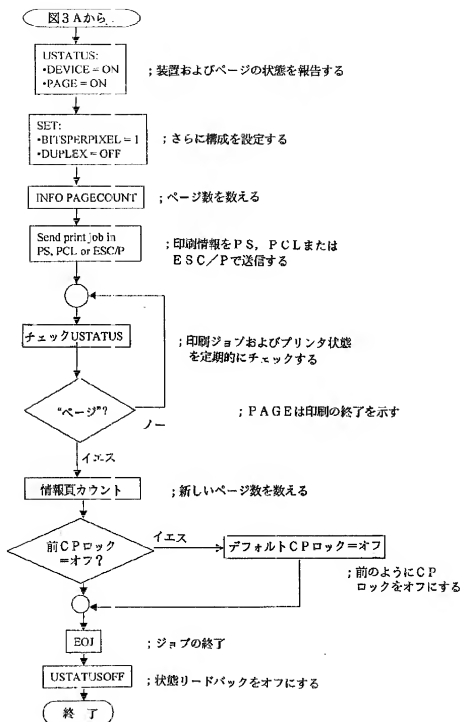 図3Aから
USTATUS:
•DEVICE = ON
•PAGE = ON
;装置およびページの状態を報告する
SET:
•BITSPERPIXEL = 1
•DUPLEX = OFF
;さらに構成を設定する
INFO PAGECOUNT
;ページ数を数える
Send print job in
PS, PCL or ESC/P
;印刷情報をPS,PCLまたは
ESC/Pで送信する
チェックUSTATUS
;印刷ジョブおよびプリンタ状態
を定期的にチェックする
"ページ"?
ノー
;PAGEは印刷の終了を示す
イエス
情報頁カウント
;新しいページ数を数える
前CPロック
=オフ?
イエス
デフォルトCPロック=オフ
;前のようにCP
ロックをオフにする
EOJ
;ジョブの終了
USTATUSOFF
;状態リードバックをオフにする
終了